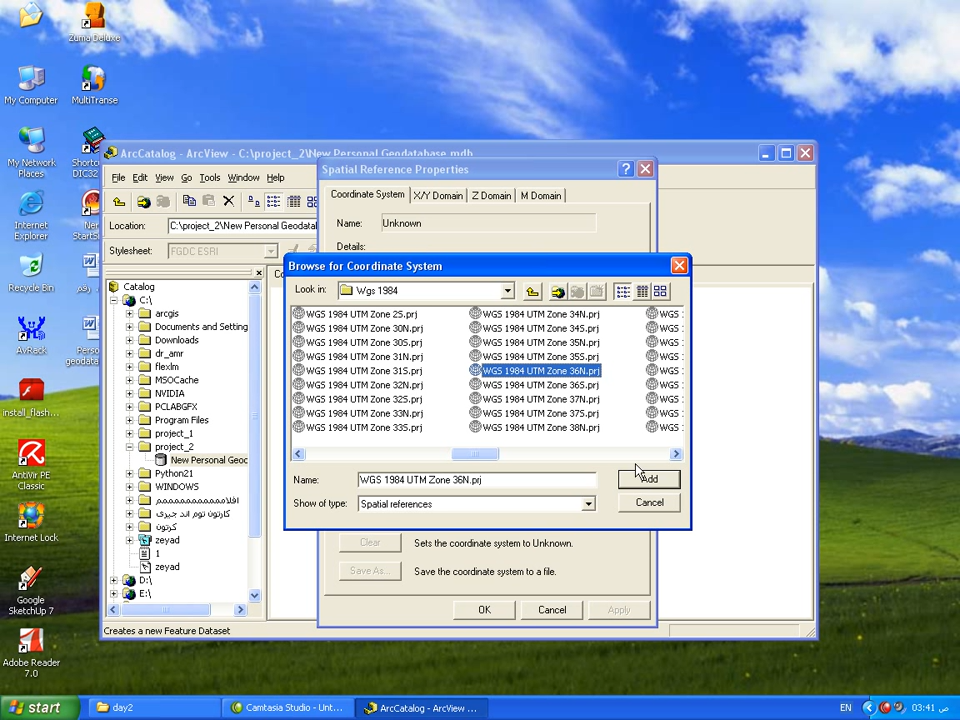 Zuma Deluxe
My Computer
MultiTranse
My Network
Places
DIC32
Internet
Explorer
Recycle Bin
رقم
AvRack
install_flash...
AntiVir PE
Classic
Internet Lock
Google
SketchUp 7
Adobe Reader
7.0
ArcCatalog - ArcView - C:\project_2\New Personal Geodatabase.mdb
File Edit View Go Tools Window Help
Location:
C:\project_2\New Personal Geodatab
Stylesheet:
FGDC ESRI
Catalog
C:\
arcgis
Documents and Setting
Downloads
dr_amr
flexlm
MSOCache
NVIDIA
PCLABGFX
Program Files
project_1
project_2
New Personal Geoc
Python21
WINDOWS
كارتون توم اند جيرى
كرتون
zeyad
1
zeyad
D:\
E:\
Creates a new Feature Dataset
Spatial Reference Properties
Coordinate System
X/Y Domain
Z Domain
M Domain
Name:
Unknown
Details:
Browse for Coordinate System
Look in:
Wgs 1984
WGS 1984 UTM Zone 2S.prj
WGS 1984 UTM Zone 30N.prj
WGS 1984 UTM Zone 30S.prj
WGS 1984 UTM Zone 31N.prj
WGS 1984 UTM Zone 31S.prj
WGS 1984 UTM Zone 32N.prj
WGS 1984 UTM Zone 32S.prj
WGS 1984 UTM Zone 33N.prj
WGS 1984 UTM Zone 33S.prj
WGS 1984 UTM Zone 34N.prj
WGS 1984 UTM Zone 34S.prj
WGS 1984 UTM Zone 35N.prj
WGS 1984 UTM Zone 35S.prj
WGS 1984 UTM Zone 36N.prj
WGS 1984 UTM Zone 36S.prj
WGS 1984 UTM Zone 37N.prj
WGS 1984 UTM Zone 37S.prj
WGS 1984 UTM Zone 38N.prj
Name:
WGS 1984 UTM Zone 36N.prj
Add
Show of type:
Spatial references
Cancel
Clear
Sets the coordinate system to Unknown.
Save As...
Save the coordinate system to a file.
OK
Cancel
Apply
start
day2
Camtasia Studio - Unt...
ArcCatalog - ArcView ...
EN
03:41 ص